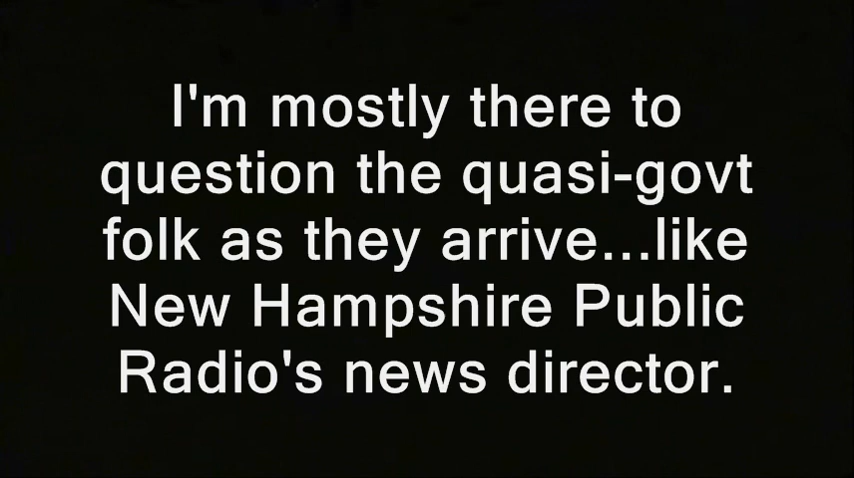 I'm mostly there to
question the quasi-govt
folk as they arrive...like
New Hampshire Public
Radio's news director.